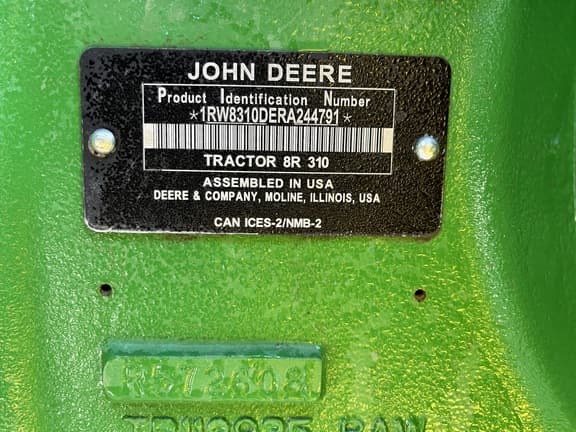 JOHN DEERE
Product Identification Number
*1RW8310DERA244791*
TRACTOR 8R 310
ASSEMBLED IN USA
DEERE & COMPANY, MOLINE, ILLINOIS, USA
CAN ICES-2/NMB-2
R572608